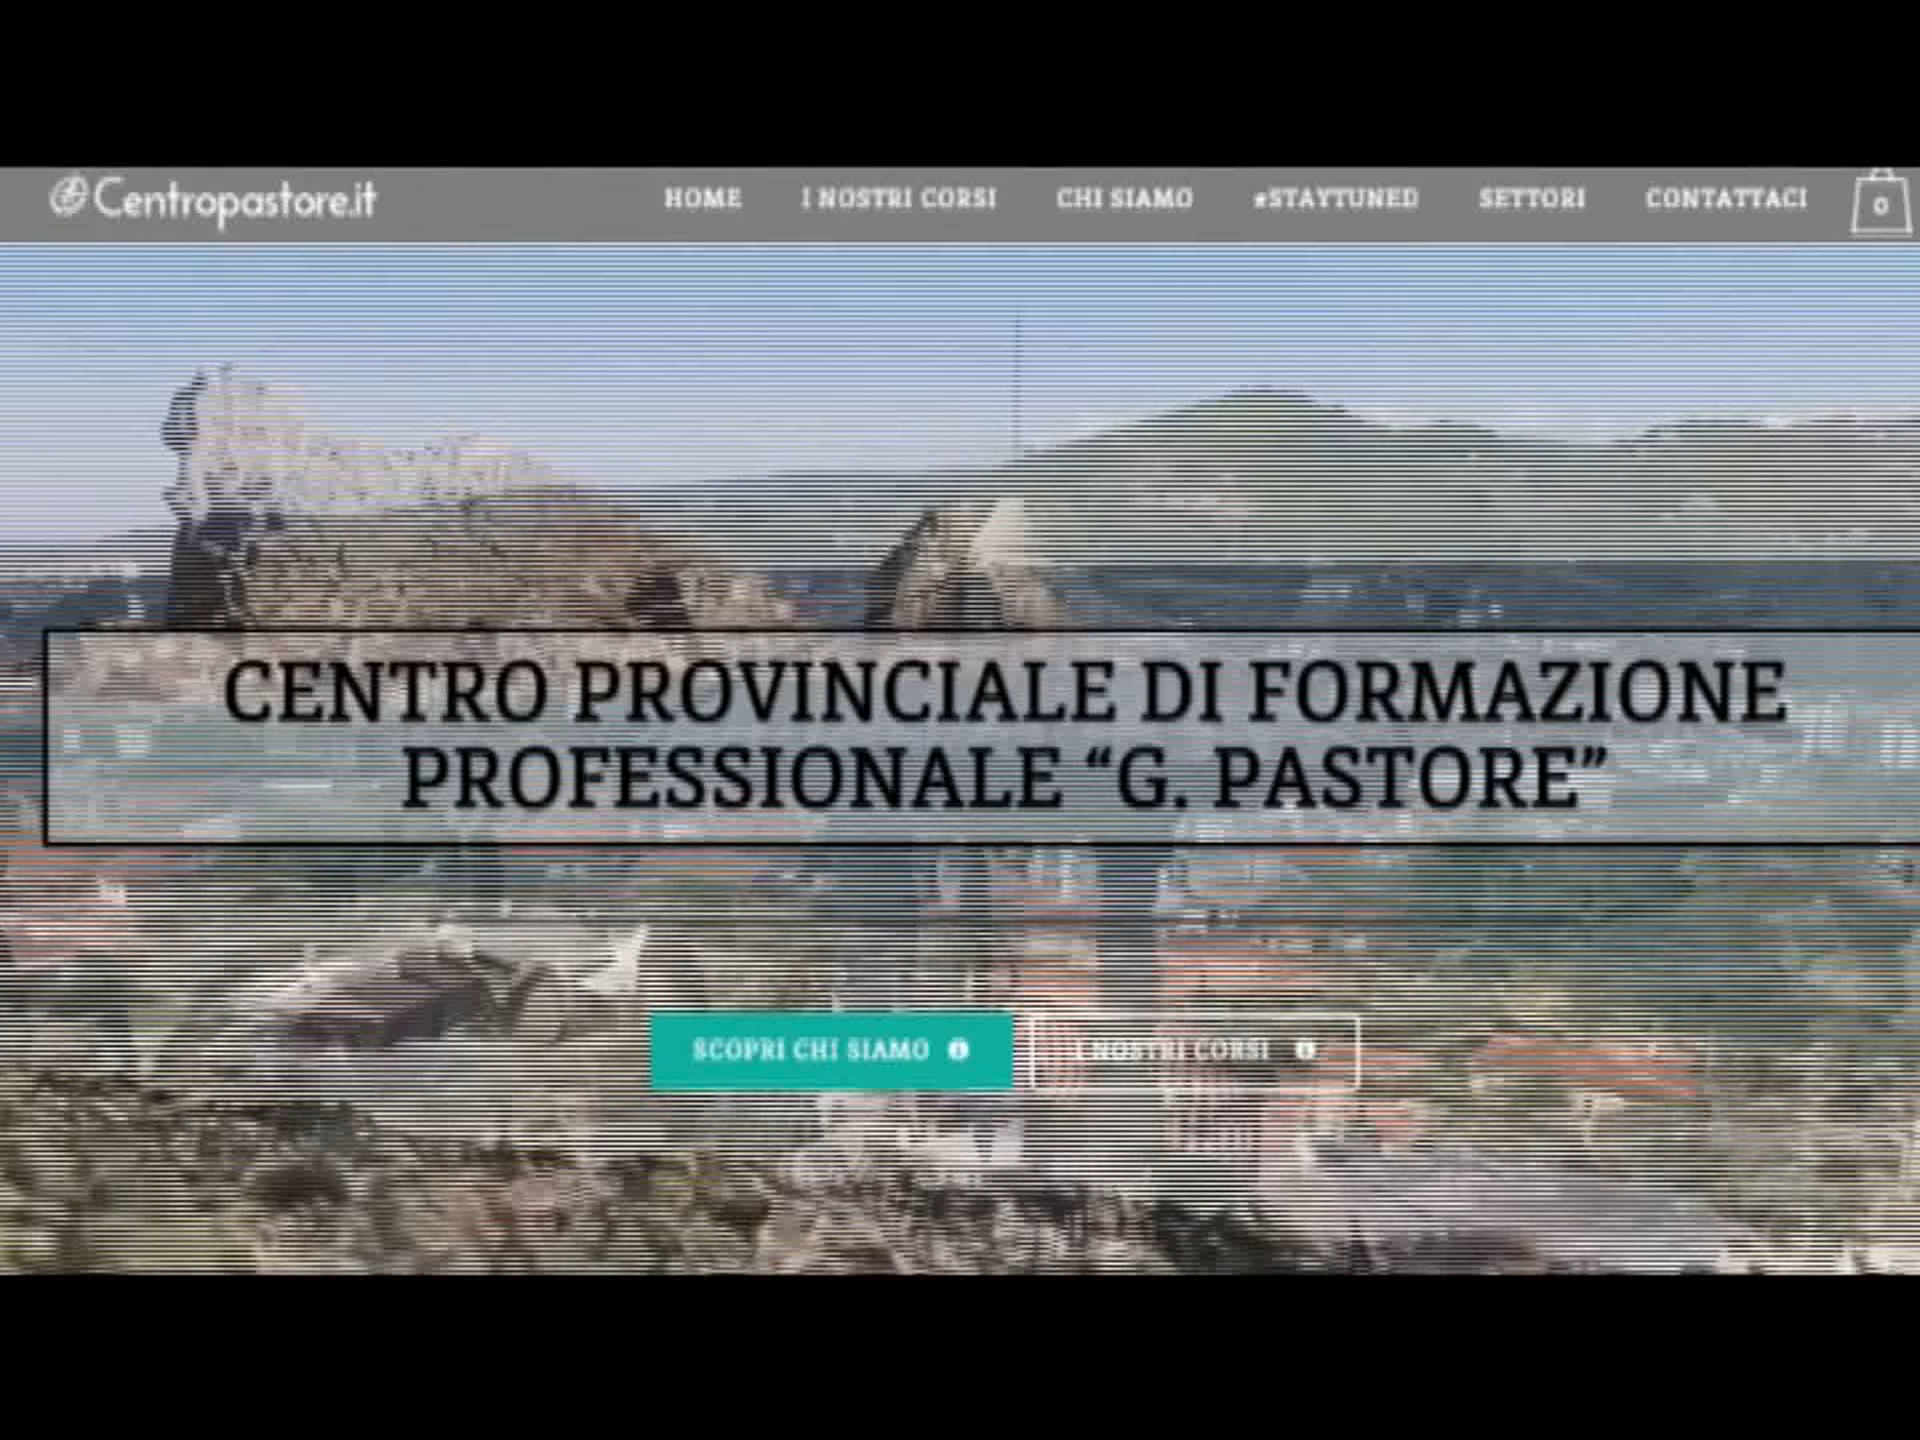 Centropastore.it
HOME I NOSTRI CORSI CHI SIAMO #STAYTUNED SETTORI CONTATTACI 0
CENTRO PROVINCIALE DI FORMAZIONE
PROFESSIONALE “G. PASTORE”
SCOPRI CHI SIAMO I NOSTRI CORSI